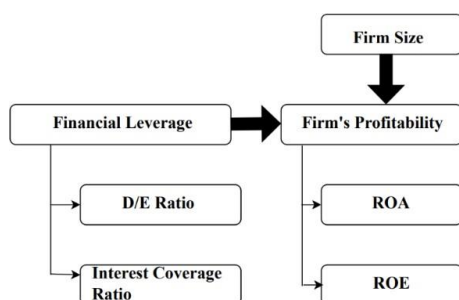 Firm Size
Financial Leverage
Firm's Profitability
D/E Ratio
ROA
Interest Coverage
Ratio
ROE